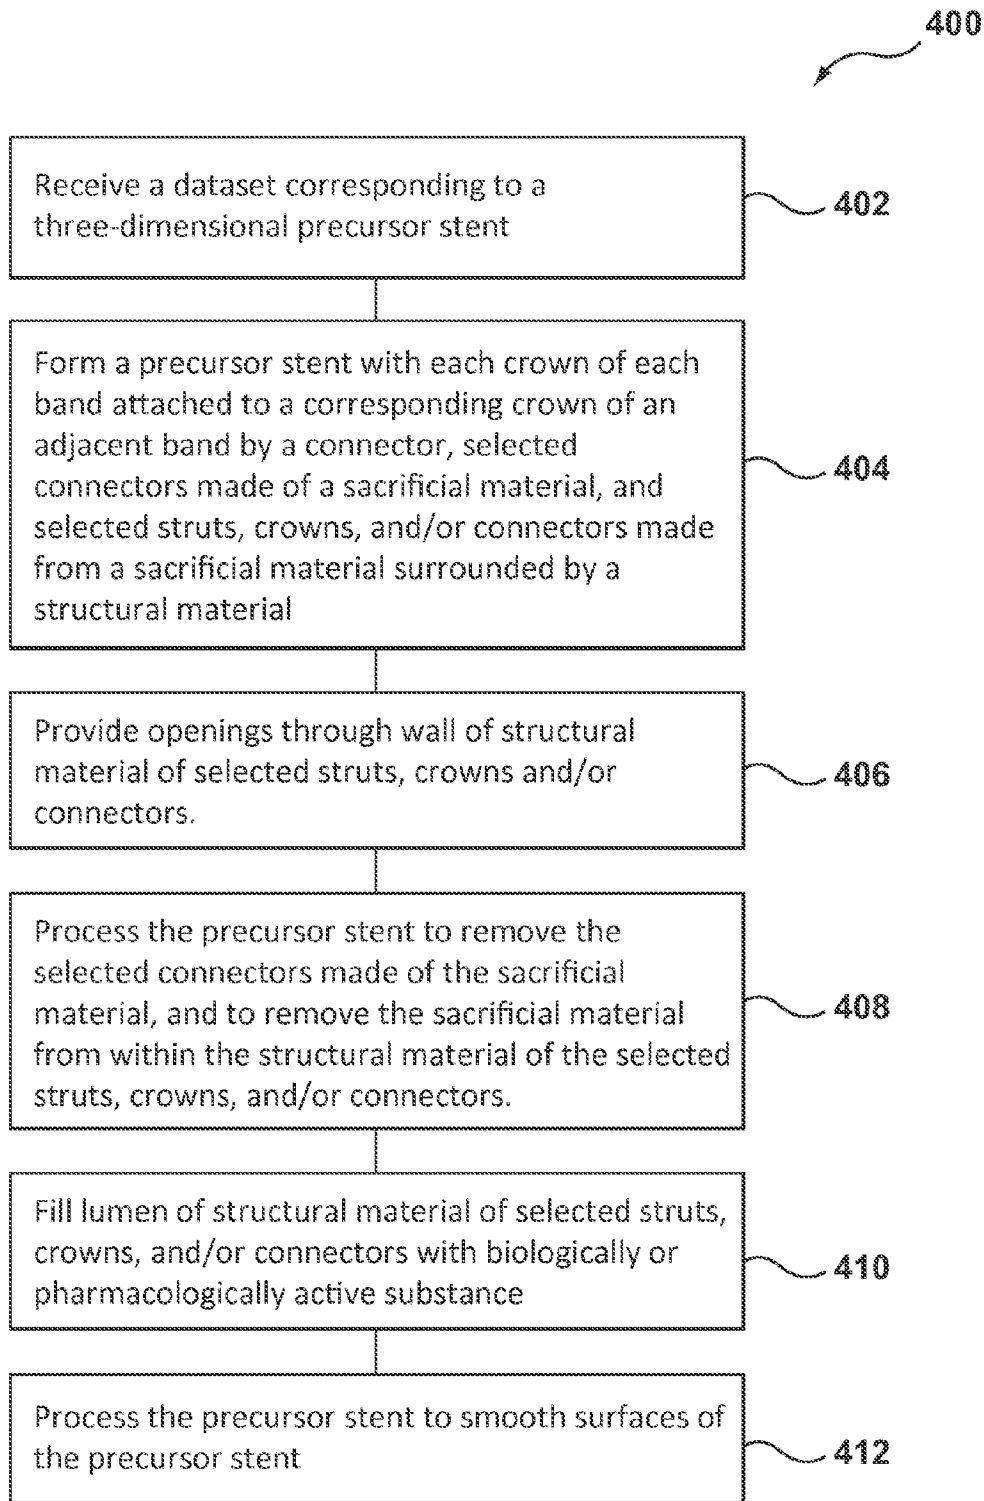 400
Receive a dataset corresponding to a
three-dimensional precursor stent
402
Form a precursor stent with each crown of each
band attached to a corresponding crown of an
adjacent band by a connector, selected
connectors made of a sacrificial material, and
selected struts, crowns, and/or connectors made
from a sacrificial material surrounded by a
structural material
404
Provide openings through wall of structural
material of selected struts, crowns and/or
connectors.
406
Process the precursor stent to remove the
selected connectors made of the sacrificial
material, and to remove the sacrificial material
from within the structural material of the selected
struts, crowns, and/or connectors.
408
Fill lumen of structural material of selected struts,
crowns, and/or connectors with biologically or
pharmacologically active substance
410
Process the precursor stent to smooth surfaces of
the precursor stent
412